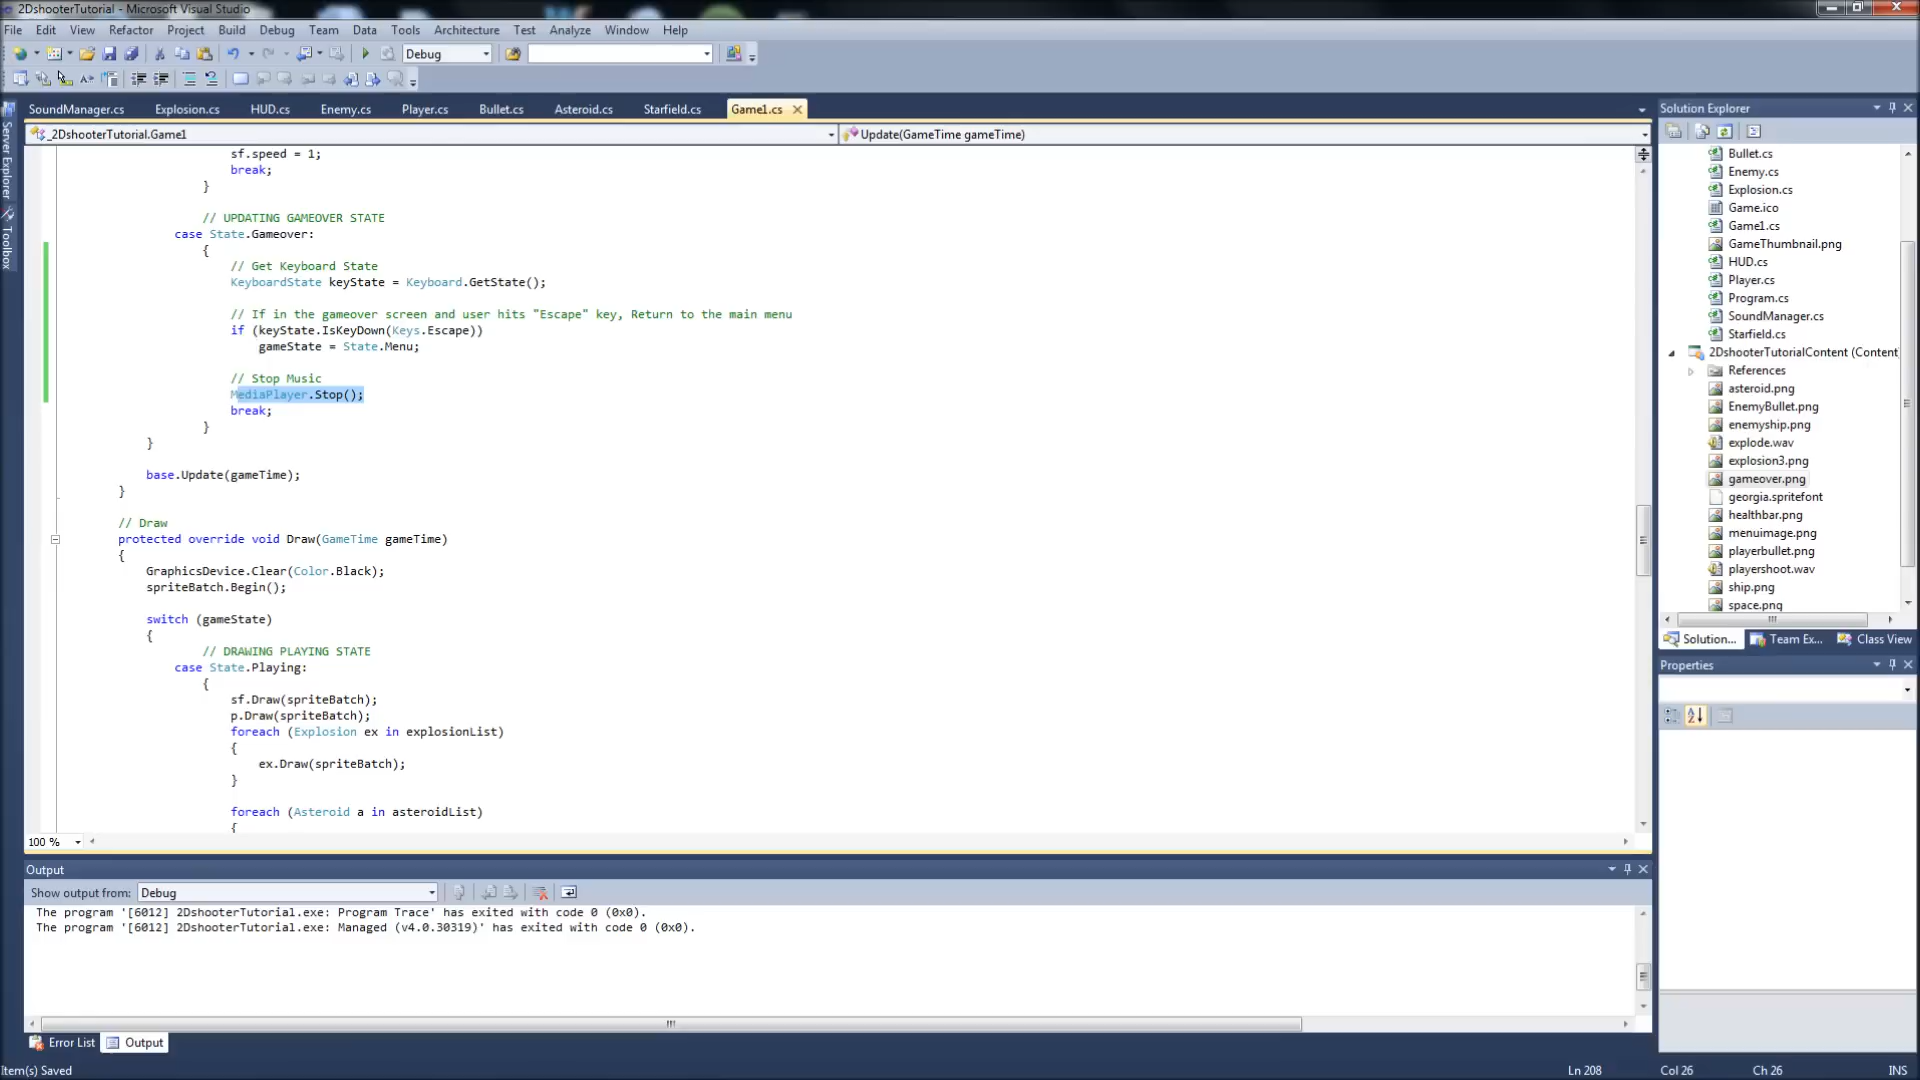 2DshooterTutorial - Microsoft Visual Studio
File Edit View Refactor Project Build Debug Team Data Tools Architecture Test Analyze Window Help
Debug
SoundManager.cs Explosion.cs HUD.cs Enemy.cs Player.cs Bullet.cs Asteroid.cs Starfield.cs Game1.cs
_2DshooterTutorial.Game1 Update(GameTime gameTime)
sf.speed = 1;
break;
}
// UPDATING GAMEOVER STATE
case State.Gameover:
{
// Get Keyboard State
KeyboardState keyState = Keyboard.GetState();
// If in the gameover screen and user hits "Escape" key, Return to the main menu
if (keyState.IsKeyDown(Keys.Escape))
gameState = State.Menu;
// Stop Music
MediaPlayer.Stop();
break;
}
}
base.Update(gameTime);
}
// Draw
protected override void Draw(GameTime gameTime)
{
GraphicsDevice.Clear(Color.Black);
spriteBatch.Begin();
switch (gameState)
{
// DRAWING PLAYING STATE
case State.Playing:
{
sf.Draw(spriteBatch);
p.Draw(spriteBatch);
foreach (Explosion ex in explosionList)
{
ex.Draw(spriteBatch);
}
foreach (Asteroid a in asteroidList)
{
100 %
Server Explorer
Toolbox
Solution Explorer
Bullet.cs
Enemy.cs
Explosion.cs
Game.ico
Game1.cs
GameThumbnail.png
HUD.cs
Player.cs
Program.cs
SoundManager.cs
Starfield.cs
2DshooterTutorialContent (Content
References
asteroid.png
EnemyBullet.png
enemyship.png
explode.wav
explosion3.png
gameover.png
georgia.spritefont
healthbar.png
menuimage.png
playerbullet.png
playershoot.wav
ship.png
space.png
Solution... Team Ex... Class View
Properties
Output
Show output from: Debug
The program '[6012] 2DshooterTutorial.exe: Program Trace' has exited with code 0 (0x0).
The program '[6012] 2DshooterTutorial.exe: Managed (v4.0.30319)' has exited with code 0 (0x0).
Error List Output
Item(s) Saved Ln 208 Col 26 Ch 26 INS